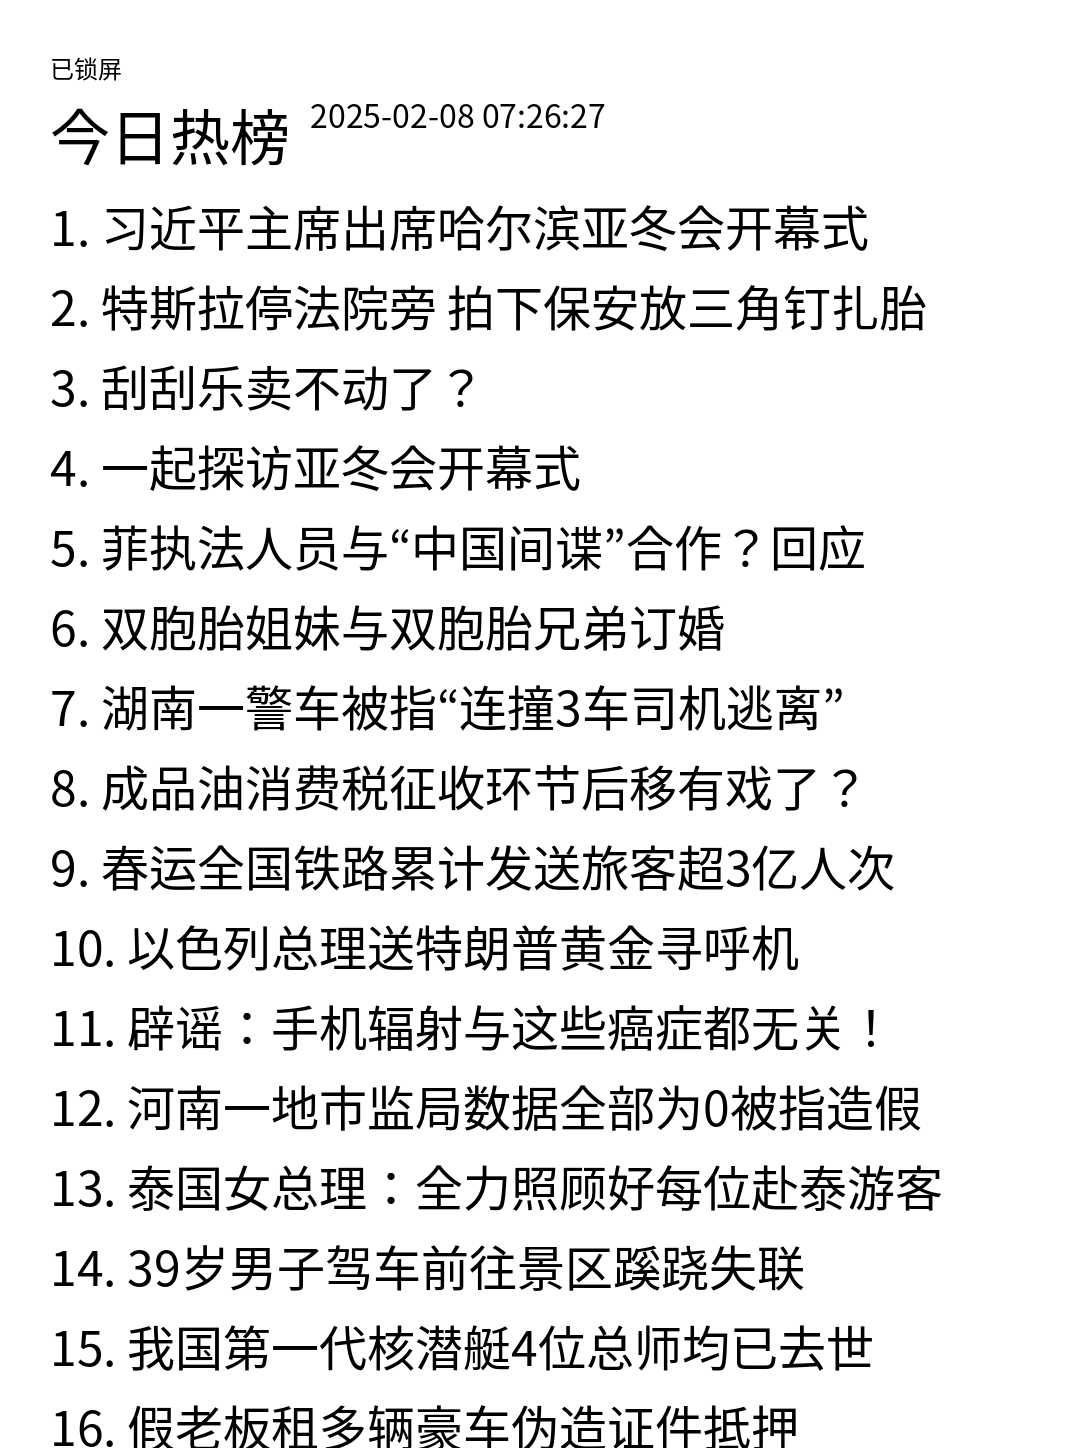 已锁屏
今日热榜 2025-02-08 07:26:27
1. 习近平主席出席哈尔滨亚冬会开幕式
2. 特斯拉停法院旁 拍下保安放三角钉扎胎
3. 刮刮乐卖不动了？
4. 一起探访亚冬会开幕式
5. 菲执法人员与“中国间谍”合作？回应
6. 双胞胎姐妹与双胞胎兄弟订婚
7. 湖南一警车被指“连撞3车司机逃离”
8. 成品油消费税征收环节后移有戏了？
9. 春运全国铁路累计发送旅客超3亿人次
10. 以色列总理送特朗普黄金寻呼机
11. 辟谣：手机辐射与这些癌症都无关！
12. 河南一地市监局数据全部为0被指造假
13. 泰国女总理：全力照顾好每位赴泰游客
14. 39岁男子驾车前往景区蹊跷失联
15. 我国第一代核潜艇4位总师均已去世
16. 假老板租多辆豪车伪造证件抵押